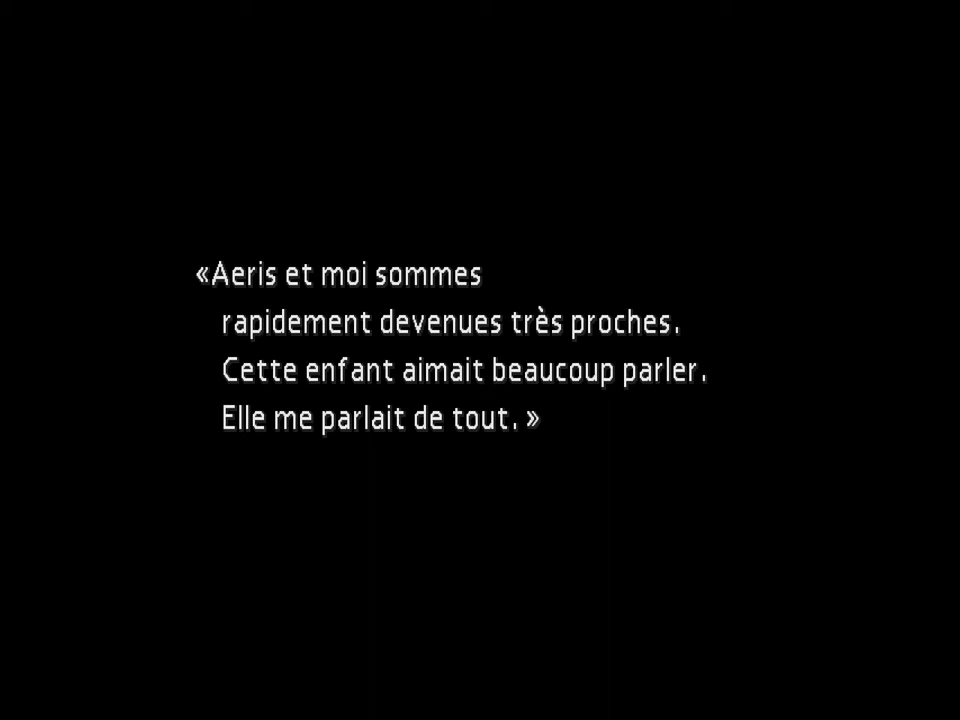 «Aeris et moi sommes
rapidement devenues très proches.
Cette enfant aimait beaucoup parler.
Elle me parlait de tout. »